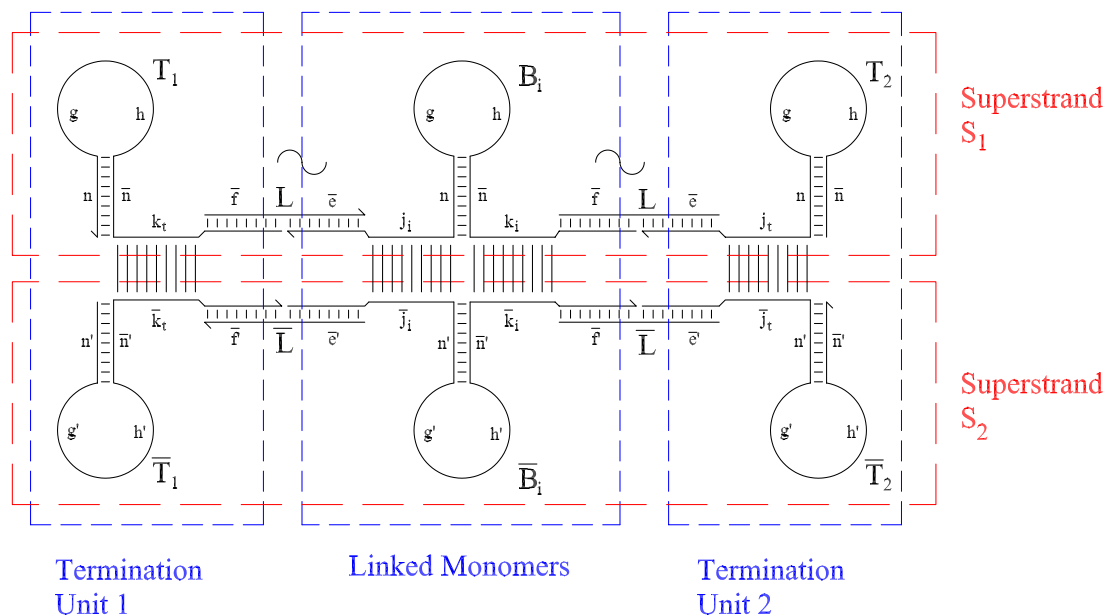 T₁ B̄ᵢ T₂
g h g h g h
Superstrand
S₁
n n̄ f̄ L ē n n̄ f̄ L ē n n̄
kₜ jᵢ kᵢ jₜ
k̄ₜ j̄ᵢ k̄ᵢ j̄ₜ
n' n̄' f̄' L̄ ē' n' n̄' f̄' L̄ ē' n' n̄'
Superstrand
S₂
g' h' g' h' g' h'
T̄₁ B̄ᵢ T̄₂
Termination
Unit 1
Linked Monomers
Termination
Unit 2